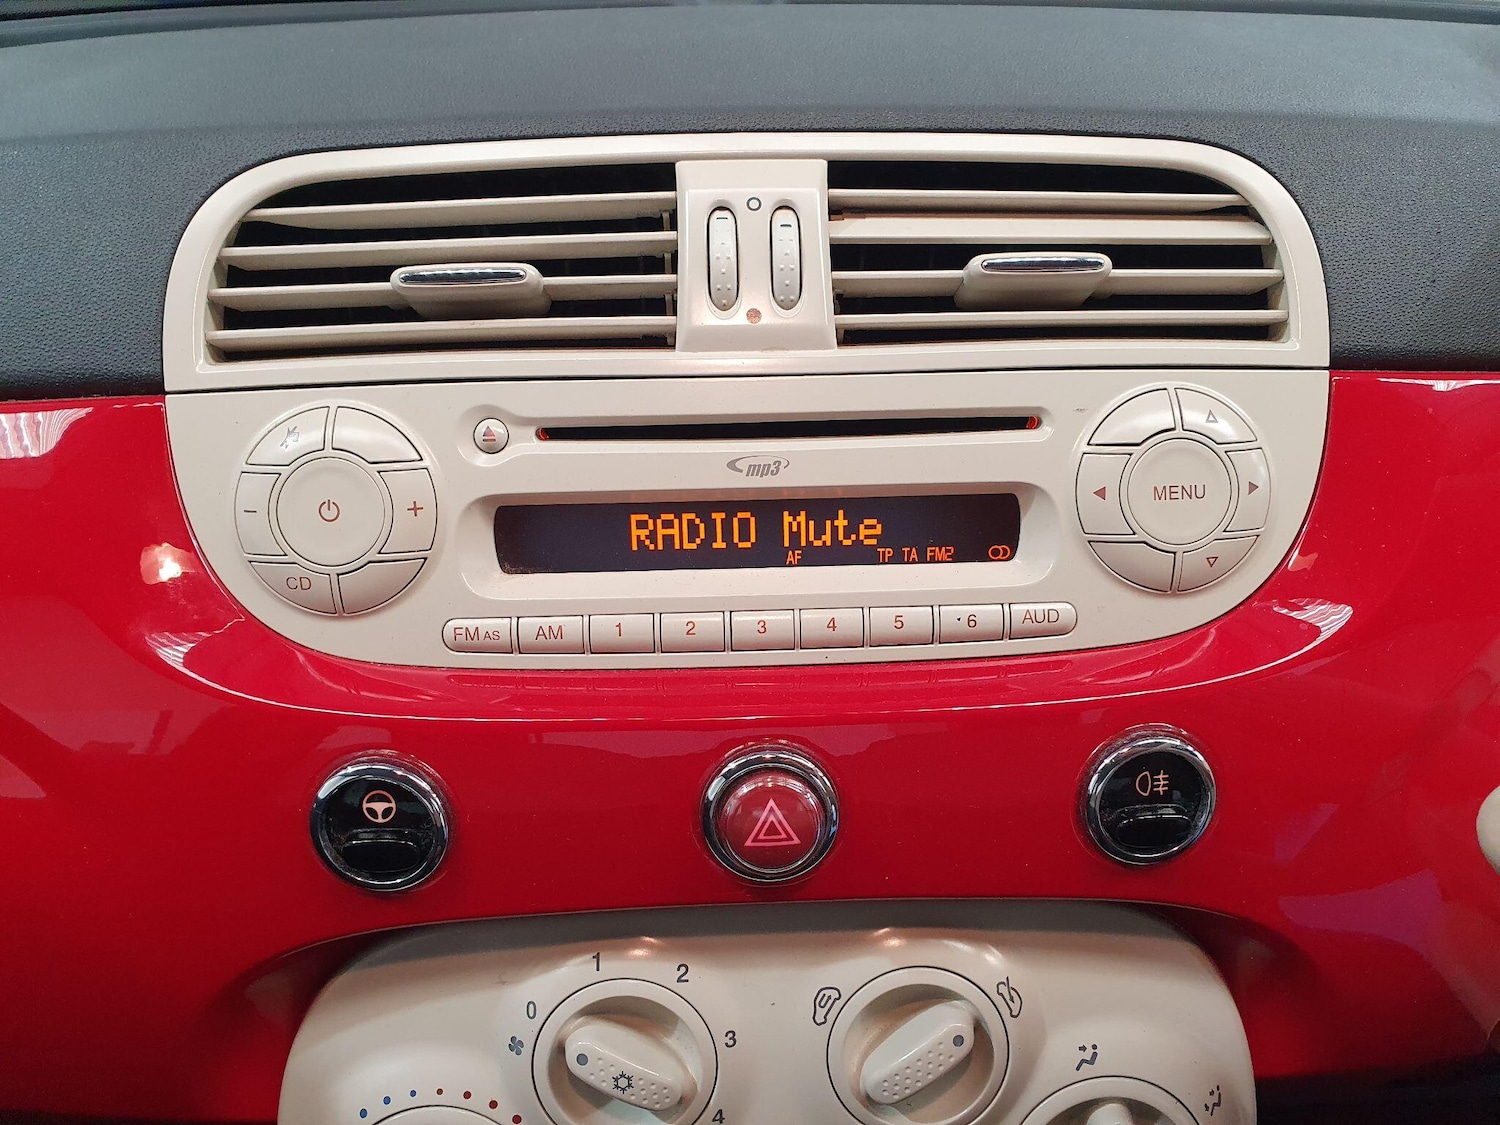 mp3
RADIO Mute
AF TP TA FM2
- +
CD
MENU
FM AS AM 1 2 3 4 5 6 AUD
0 1 2 3 4